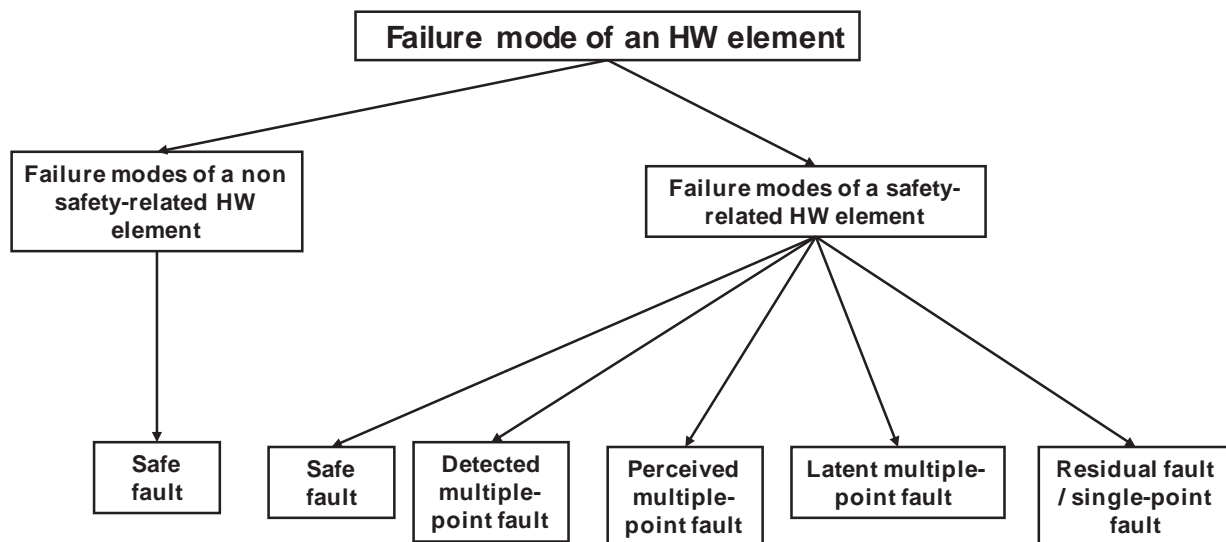 Failure mode of an HW element
Failure modes of a non
safety-related HW
element
Failure modes of a safety-
related HW element
Safe
fault
Safe
fault
Detected
multiple-
point fault
Perceived
multiple-
point fault
Latent multiple-
point fault
Residual fault
/ single-point
fault